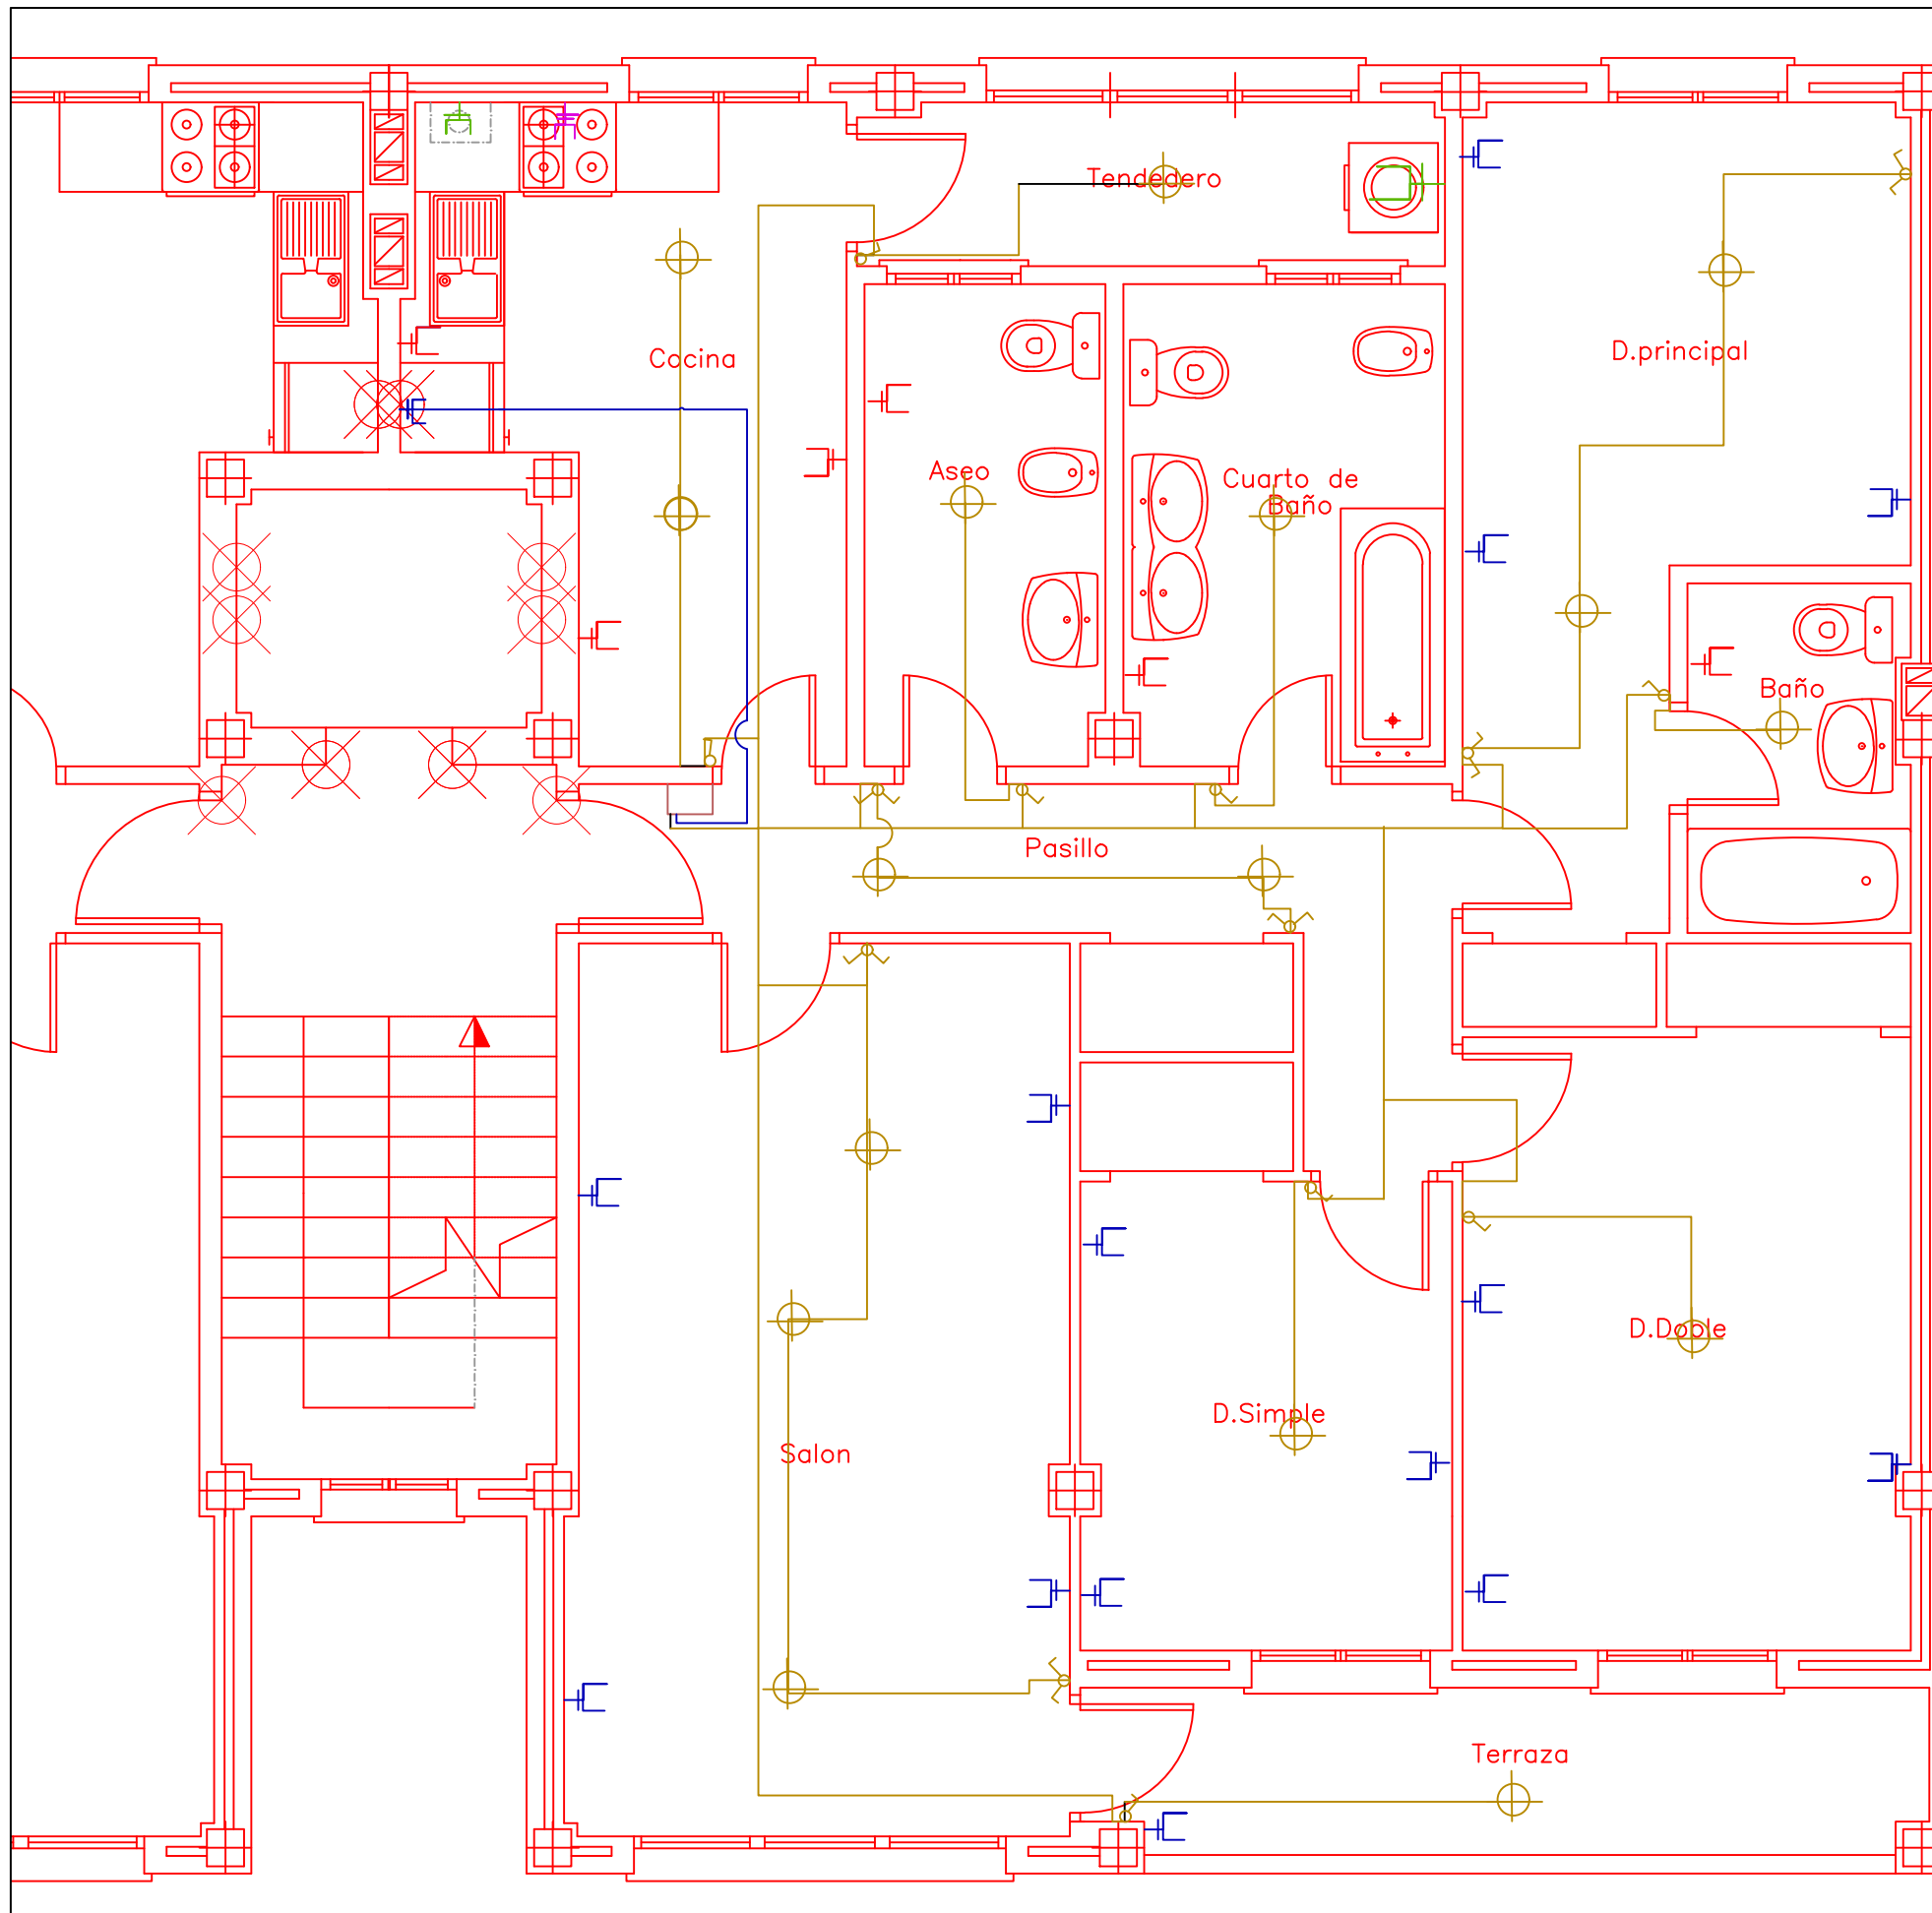 Tendedero
Cocina
D.principal
Aseo
Cuarto de
Baño
Baño
Pasillo
D.Doble
D.Simple
Salon
Terraza